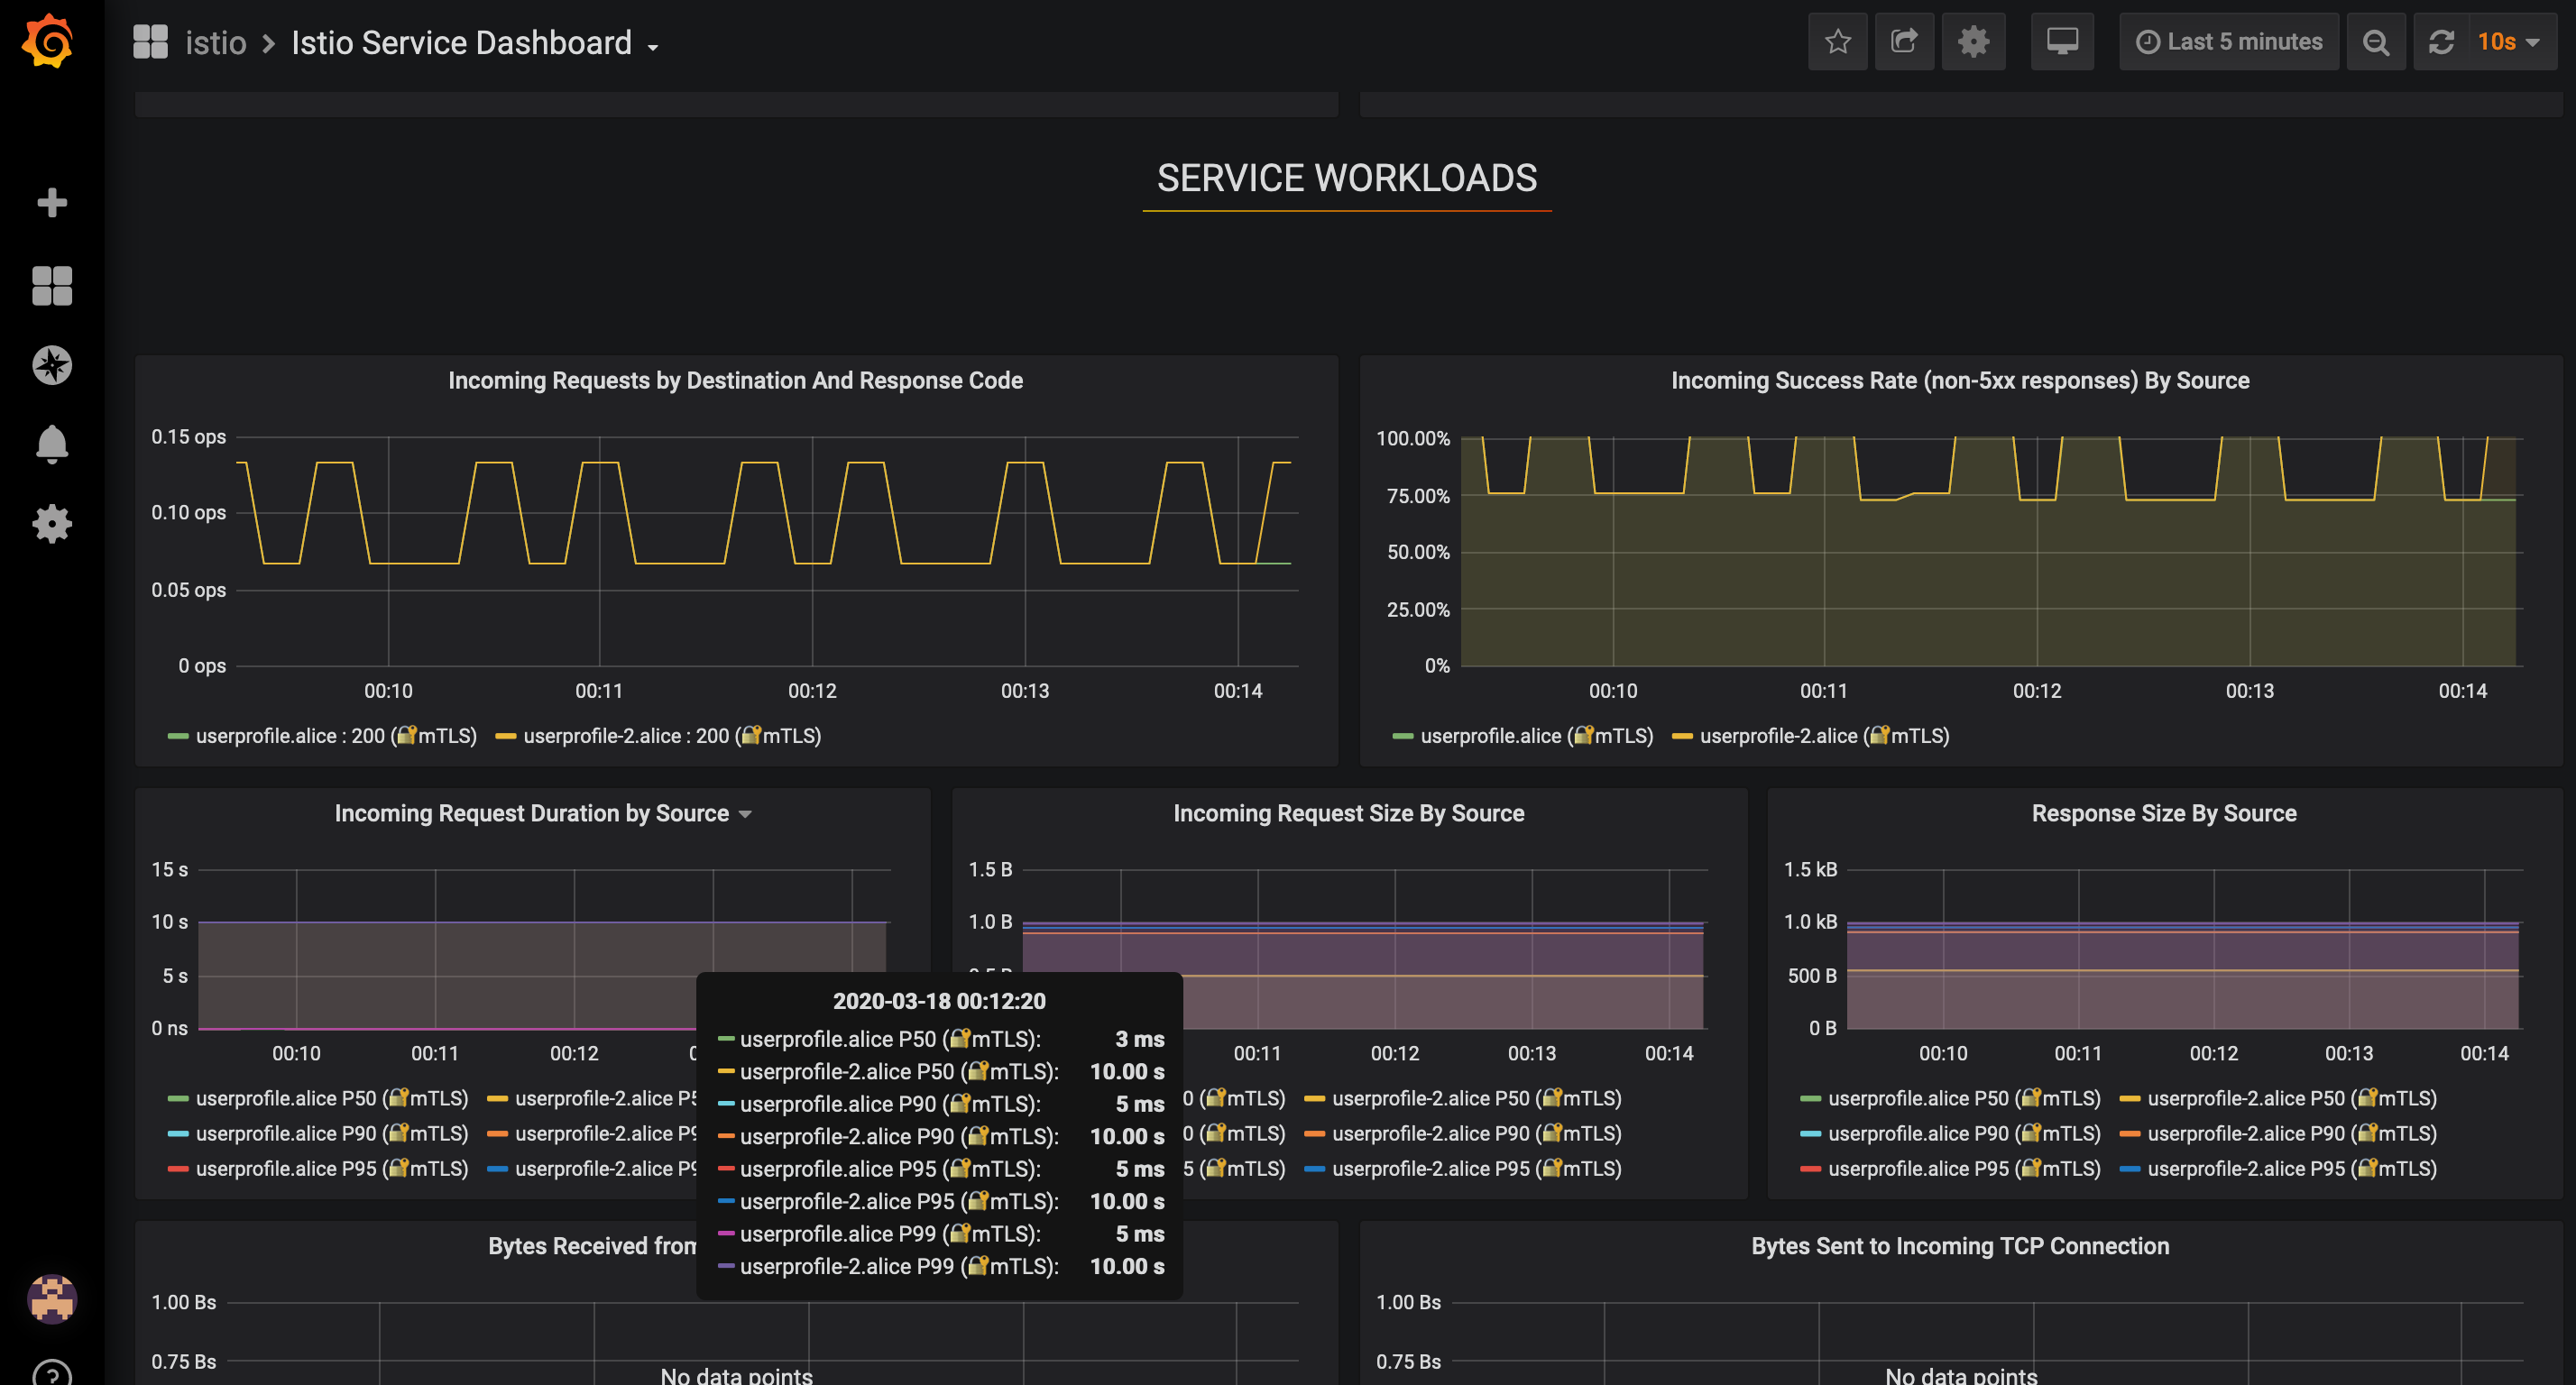 istio > Istio Service Dashboard
Last 5 minutes
10s
SERVICE WORKLOADS
Incoming Requests by Destination And Response Code
0.15 ops
0.10 ops
0.05 ops
0 ops
00:10 00:11 00:12 00:13 00:14
userprofile.alice : 200 (🔐mTLS) userprofile-2.alice : 200 (🔐mTLS)
Incoming Success Rate (non-5xx responses) By Source
100.00%
75.00%
50.00%
25.00%
0%
00:10 00:11 00:12 00:13 00:14
userprofile.alice (🔐mTLS) userprofile-2.alice (🔐mTLS)
Incoming Request Duration by Source
15 s
10 s
5 s
0 ns
00:10 00:11 00:12
userprofile.alice P50 (🔐mTLS) userprofile-2.alice P5
userprofile.alice P90 (🔐mTLS) userprofile-2.alice P9
userprofile.alice P95 (🔐mTLS) userprofile-2.alice P9
2020-03-18 00:12:20
userprofile.alice P50 (🔐mTLS): 3 ms
userprofile-2.alice P50 (🔐mTLS): 10.00 s
userprofile.alice P90 (🔐mTLS): 5 ms
userprofile-2.alice P90 (🔐mTLS): 10.00 s
userprofile.alice P95 (🔐mTLS): 5 ms
userprofile-2.alice P95 (🔐mTLS): 10.00 s
userprofile.alice P99 (🔐mTLS): 5 ms
userprofile-2.alice P99 (🔐mTLS): 10.00 s
Incoming Request Size By Source
1.5 B
1.0 B
00:11 00:12 00:13 00:14
0 (🔐mTLS) userprofile-2.alice P50 (🔐mTLS)
0 (🔐mTLS) userprofile-2.alice P90 (🔐mTLS)
5 (🔐mTLS) userprofile-2.alice P95 (🔐mTLS)
Response Size By Source
1.5 kB
1.0 kB
500 B
0 B
00:10 00:11 00:12 00:13 00:14
userprofile.alice P50 (🔐mTLS) userprofile-2.alice P50 (🔐mTLS)
userprofile.alice P90 (🔐mTLS) userprofile-2.alice P90 (🔐mTLS)
userprofile.alice P95 (🔐mTLS) userprofile-2.alice P95 (🔐mTLS)
Bytes Received from
1.00 Bs
0.75 Bs
No data points
Bytes Sent to Incoming TCP Connection
1.00 Bs
0.75 Bs
No data points